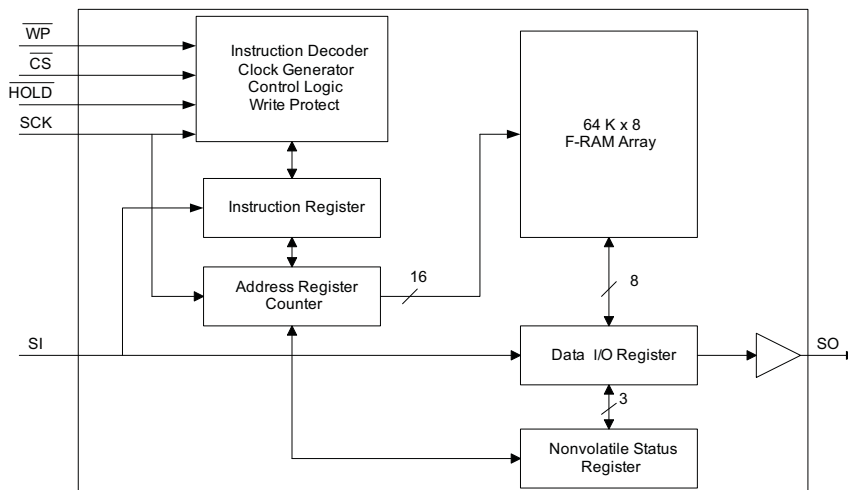 WP
CS
HOLD
SCK
Instruction Decoder
Clock Generator
Control Logic
Write Protect
64 K x 8
F-RAM Array
Instruction Register
Address Register
Counter
16
8
SI
Data I/O Register
SO
3
Nonvolatile Status
Register